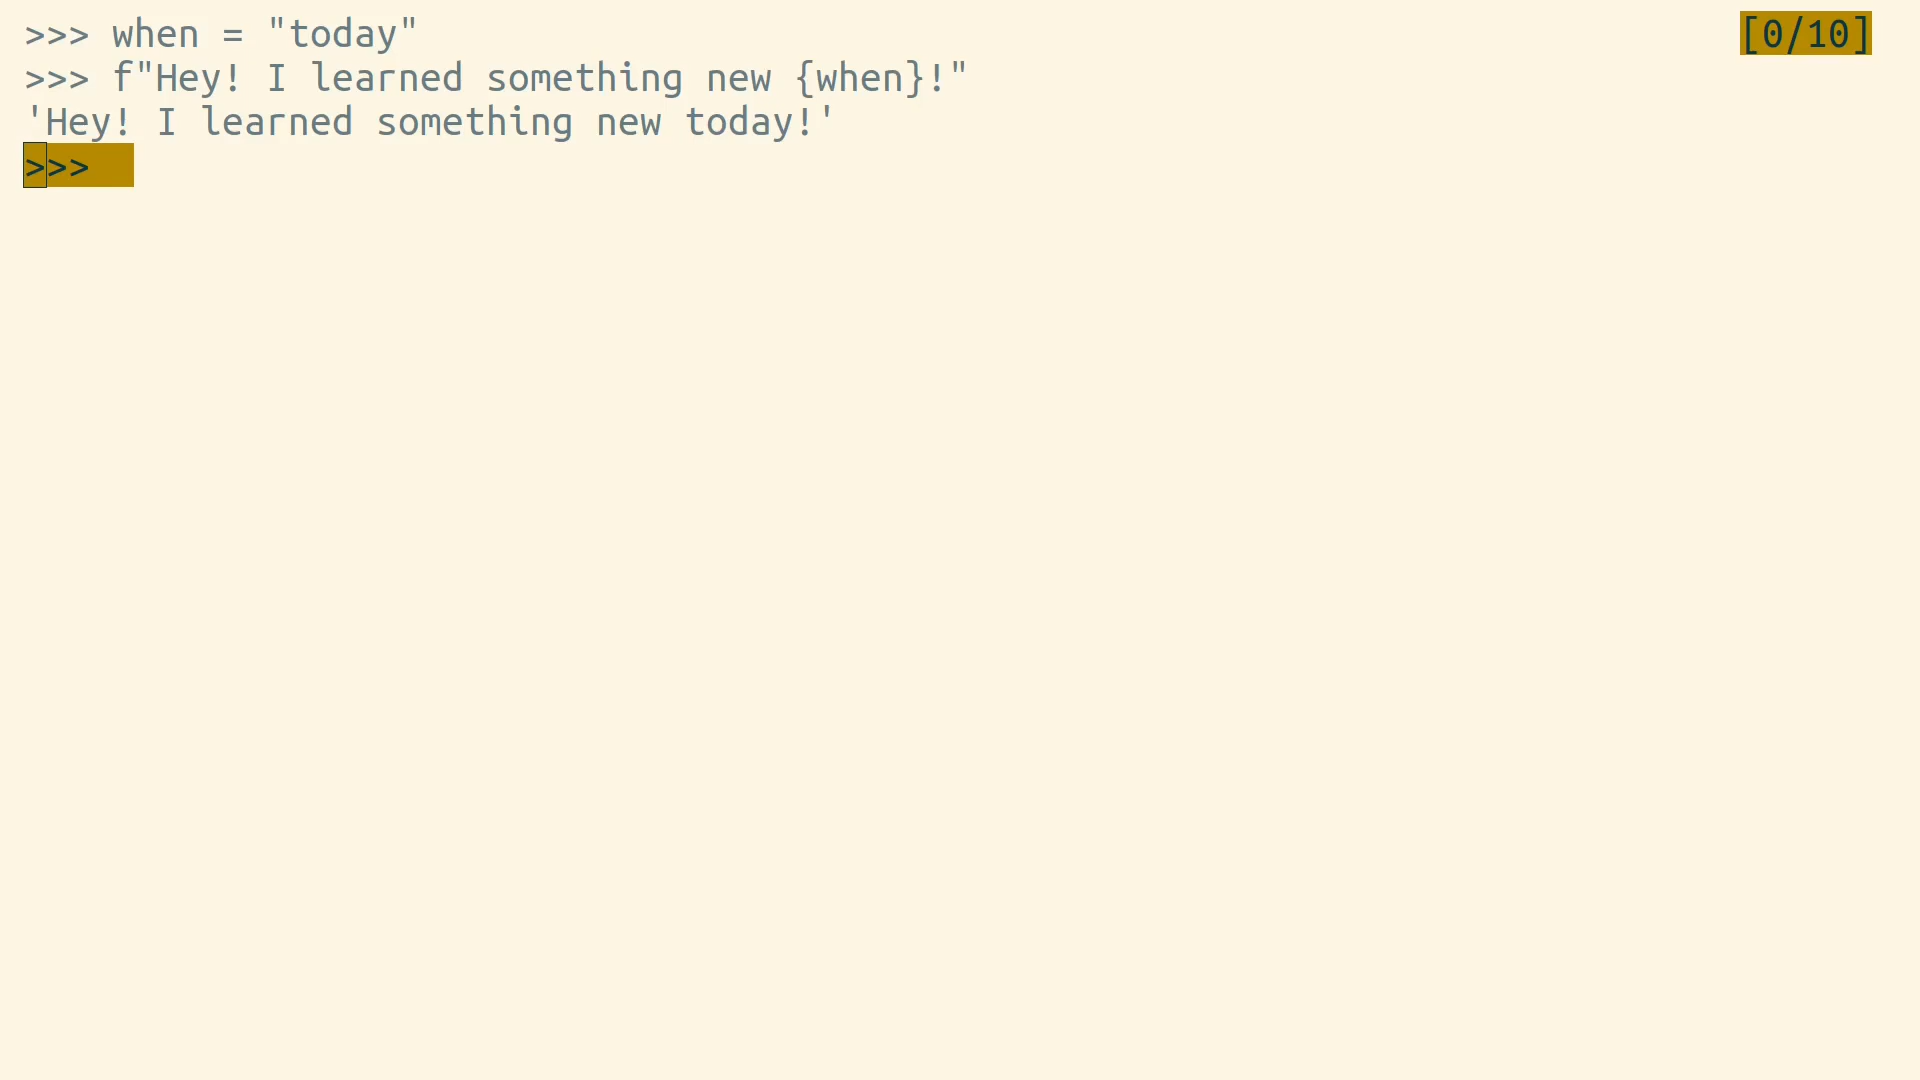 >>> when = "today" [0/10]
>>> f"Hey! I learned something new {when}!"
'Hey! I learned something new today!'
>>>